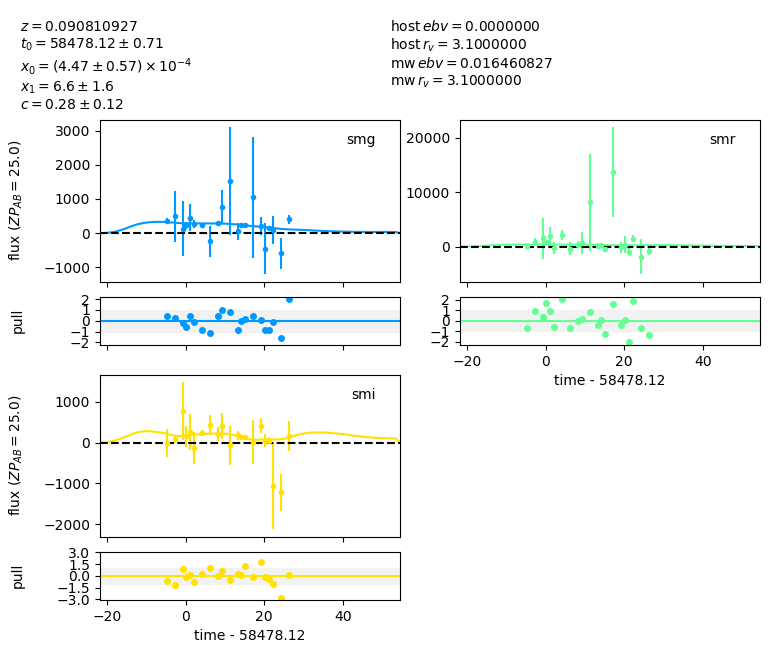 z = 0.090810927
t₀ = 58478.12 ± 0.71
x₀ = (4.47 ± 0.57) × 10⁻⁴
x₁ = 6.6 ± 1.6
c = 0.28 ± 0.12
host ebv = 0.0000000
host r_v = 3.1000000
mw ebv = 0.016460827
mw r_v = 3.1000000
smg
3000
2000
1000
0
−1000
flux (ZP_AB = 25.0)
smr
20000
10000
0
2
1
0
−1
−2
pull
2
1
0
−1
−2
−20 0 20 40
time - 58478.12
smi
1000
0
−1000
−2000
flux (ZP_AB = 25.0)
3.0
1.5
0.0
−1.5
−3.0
pull
−20 0 20 40
time - 58478.12